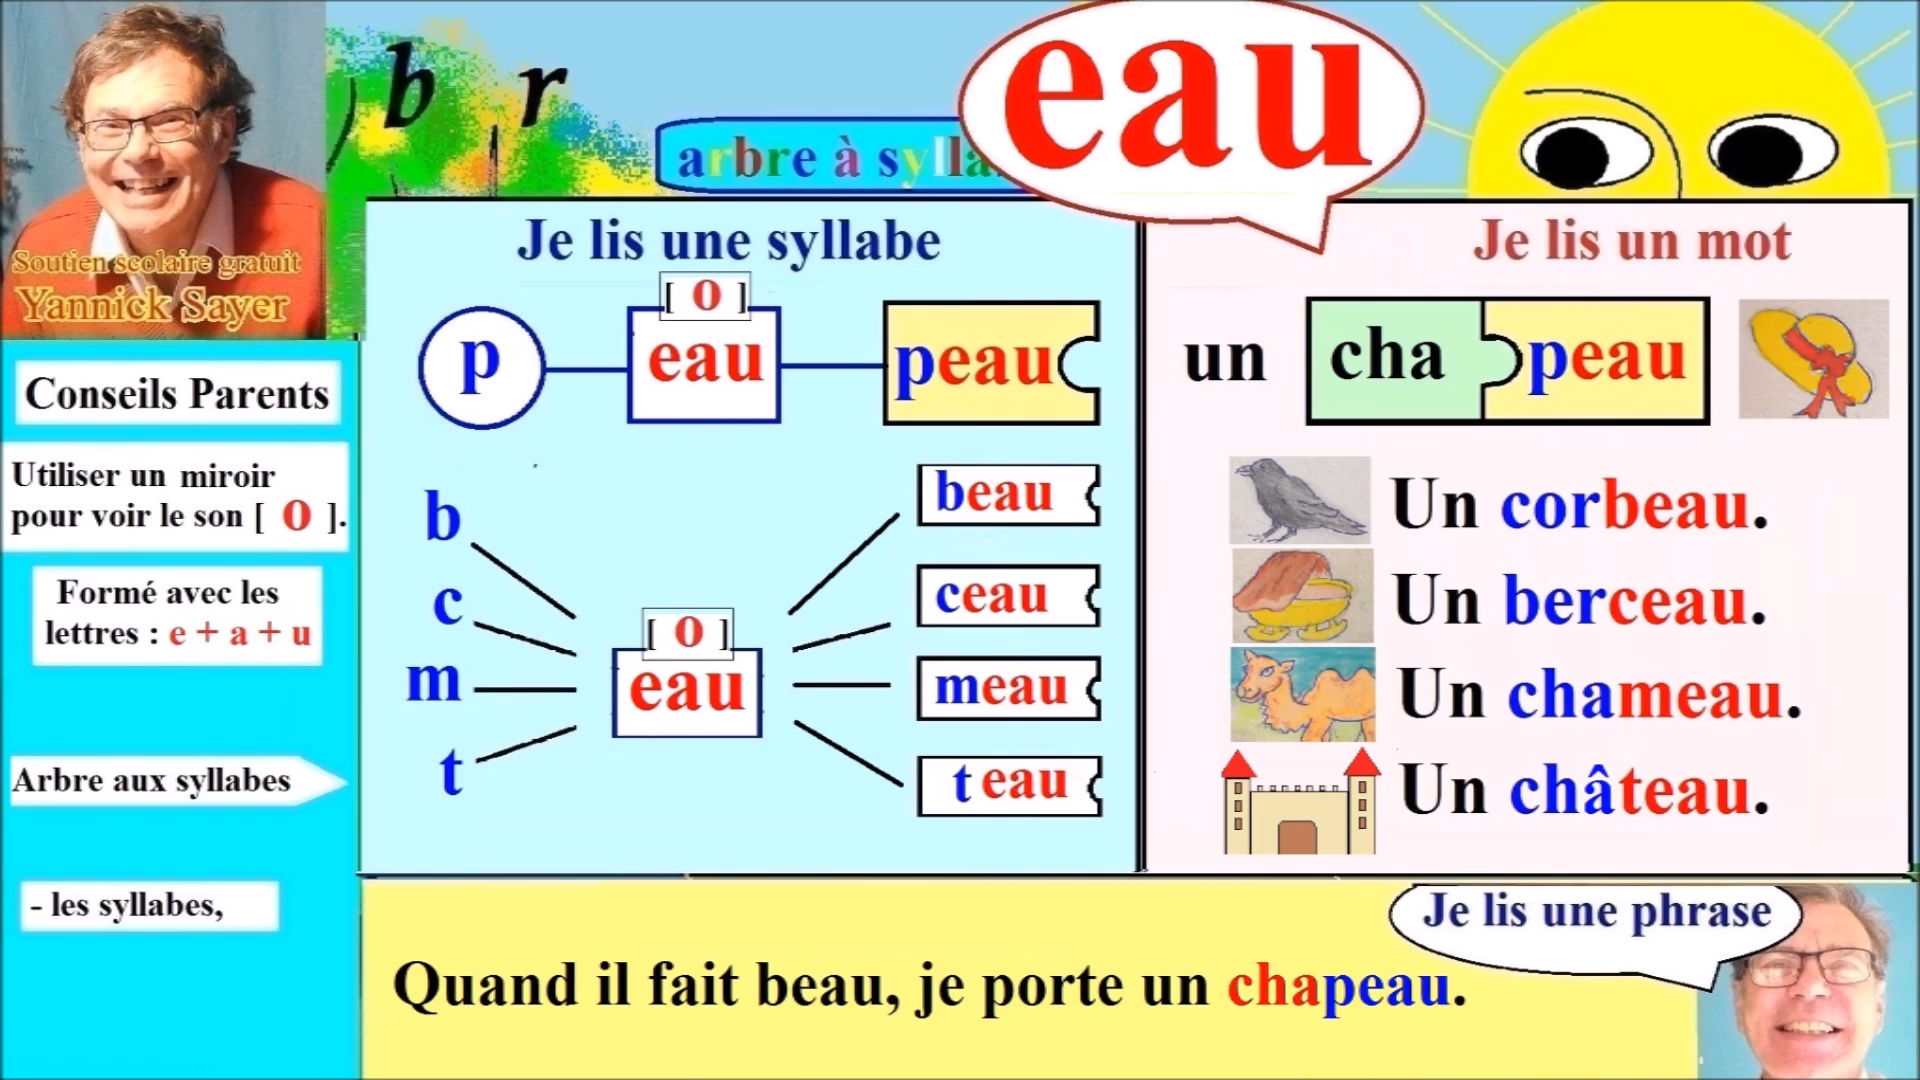 b r
arbre à sylla
eau
Soutien scolaire gratuit
Yannick Sayer
Conseils Parents
Utiliser un miroir
pour voir le son [ O ].
Formé avec les
lettres : e + a + u
Arbre aux syllabes
- les syllabes,
Je lis une syllabe
[ O ]
p eau peau
b
c
m
t
[ O ]
eau
beau
ceau
meau
teau
Je lis un mot
un cha peau
Un corbeau.
Un berceau.
Un chameau.
Un château.
Je lis une phrase
Quand il fait beau, je porte un chapeau.